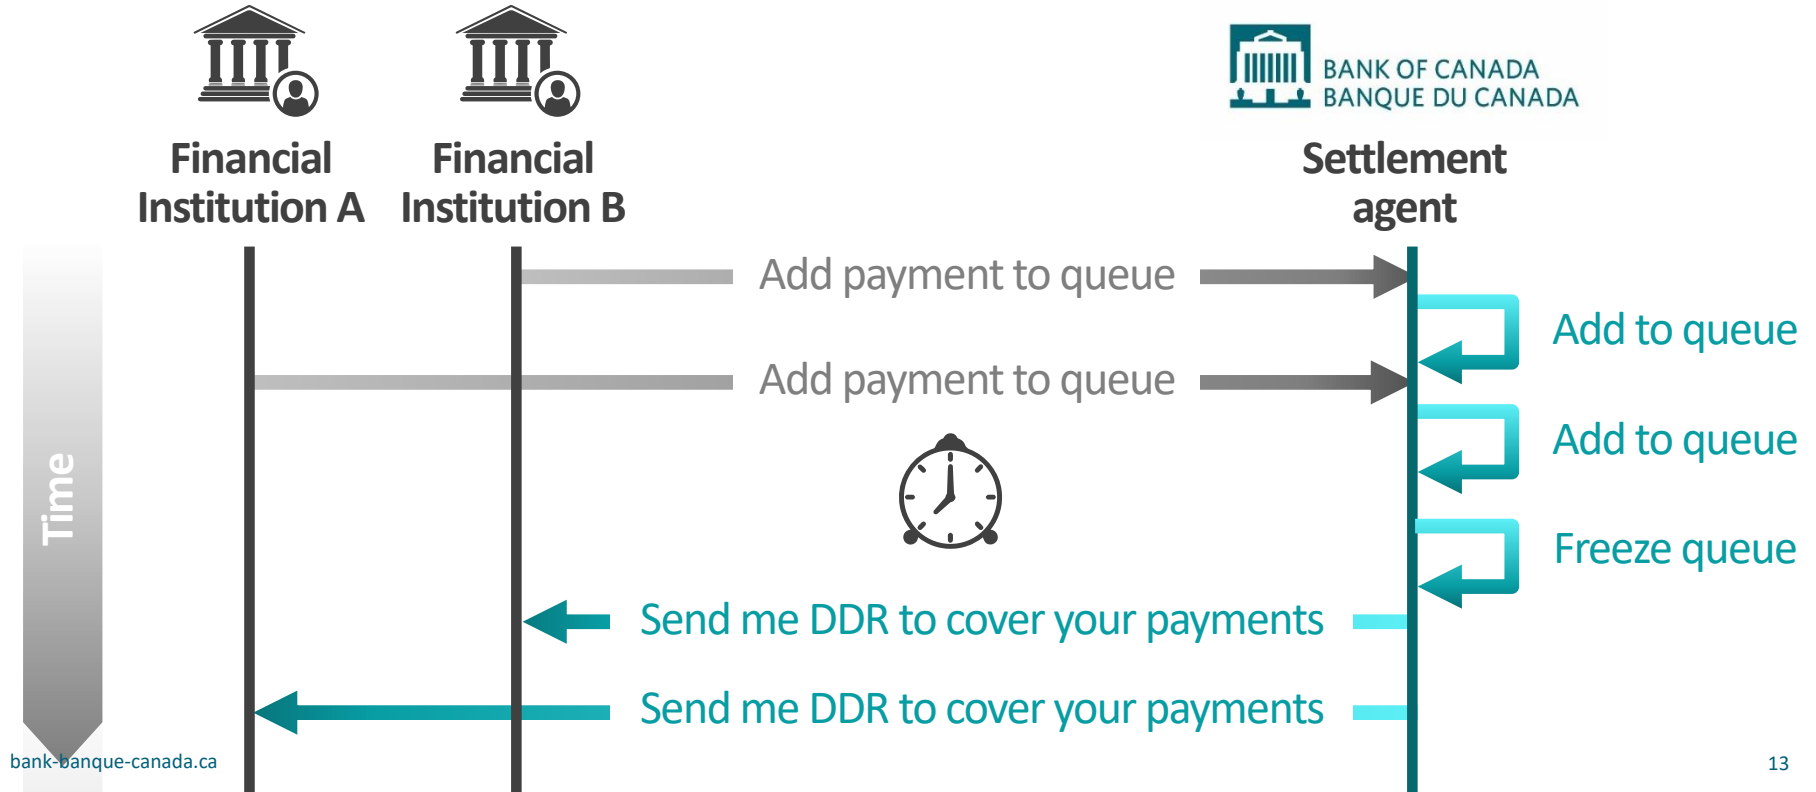 BANK OF CANADA
BANQUE DU CANADA
Financial
Institution A
Financial
Institution B
Settlement
agent
Add payment to queue
Add to queue
Add payment to queue
Add to queue
Time
Freeze queue
Send me DDR to cover your payments
Send me DDR to cover your payments
bank-banque-canada.ca
13